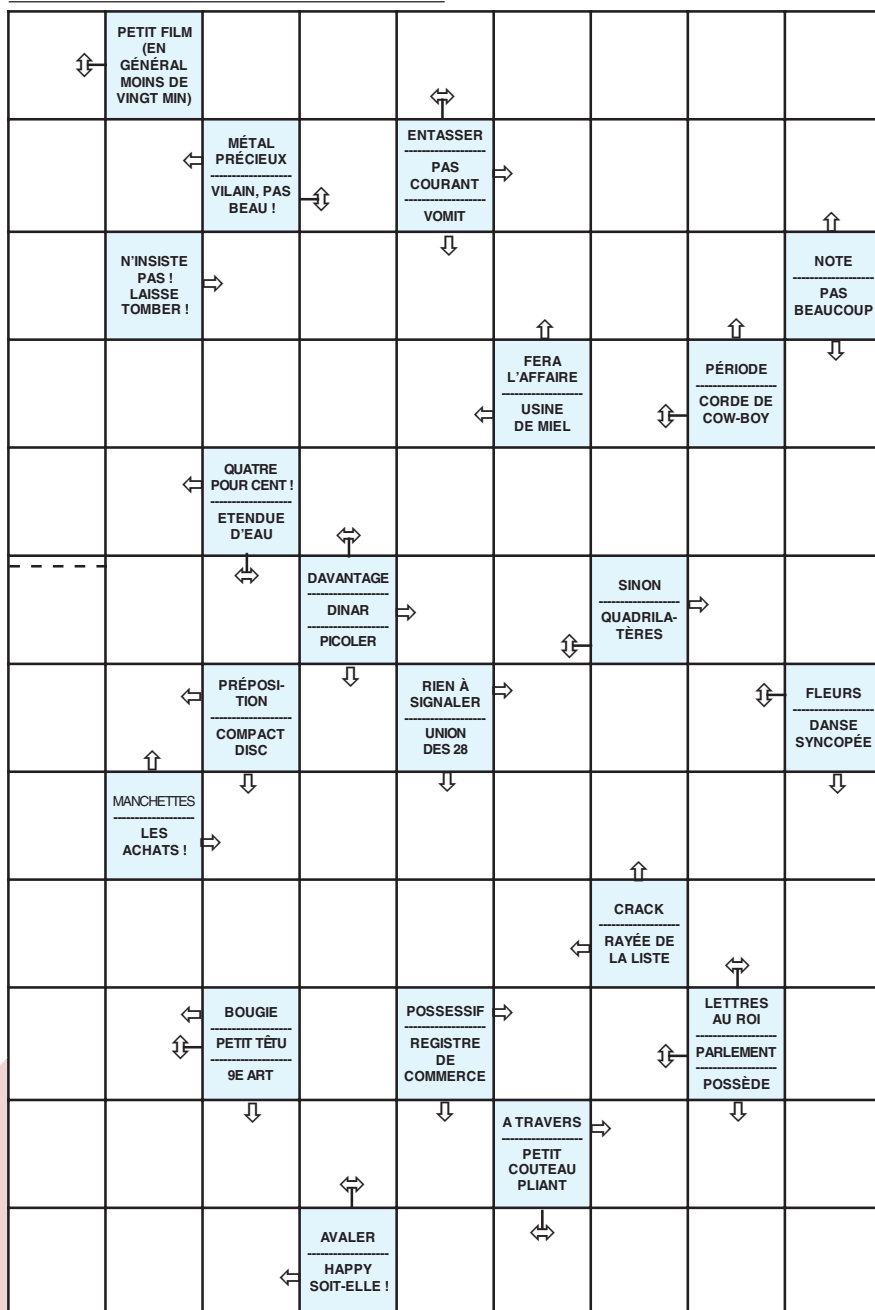 PETIT FILM
(EN
GÉNÉRAL
MOINS DE
VINGT MIN)
MÉTAL
PRÉCIEUX
VILAIN, PAS
BEAU !
ENTASSER
PAS
COURANT
VOMIT
N'INSISTE
PAS !
LAISSE
TOMBER !
NOTE
PAS
BEAUCOUP
FERA
L'AFFAIRE
USINE
DE MIEL
PÉRIODE
CORDE DE
COW-BOY
QUATRE
POUR CENT !
ETENDUE
D'EAU
DAVANTAGE
DINAR
PICOLER
SINON
QUADRILA-
TÈRES
PRÉPOSI-
TION
COMPACT
DISC
RIEN À
SIGNALER
UNION
DES 28
FLEURS
DANSE
SYNCOPÉE
MANCHETTES
LES
ACHATS !
CRACK
RAYÉE DE
LA LISTE
BOUGIE
PETIT TÊTU
9E ART
POSSESSIF
REGISTRE
DE
COMMERCE
LETTRES
AU ROI
PARLEMENT
POSSÈDE
A TRAVERS
PETIT
COUTEAU
PLIANT
AVALER
HAPPY
SOIT-ELLE !